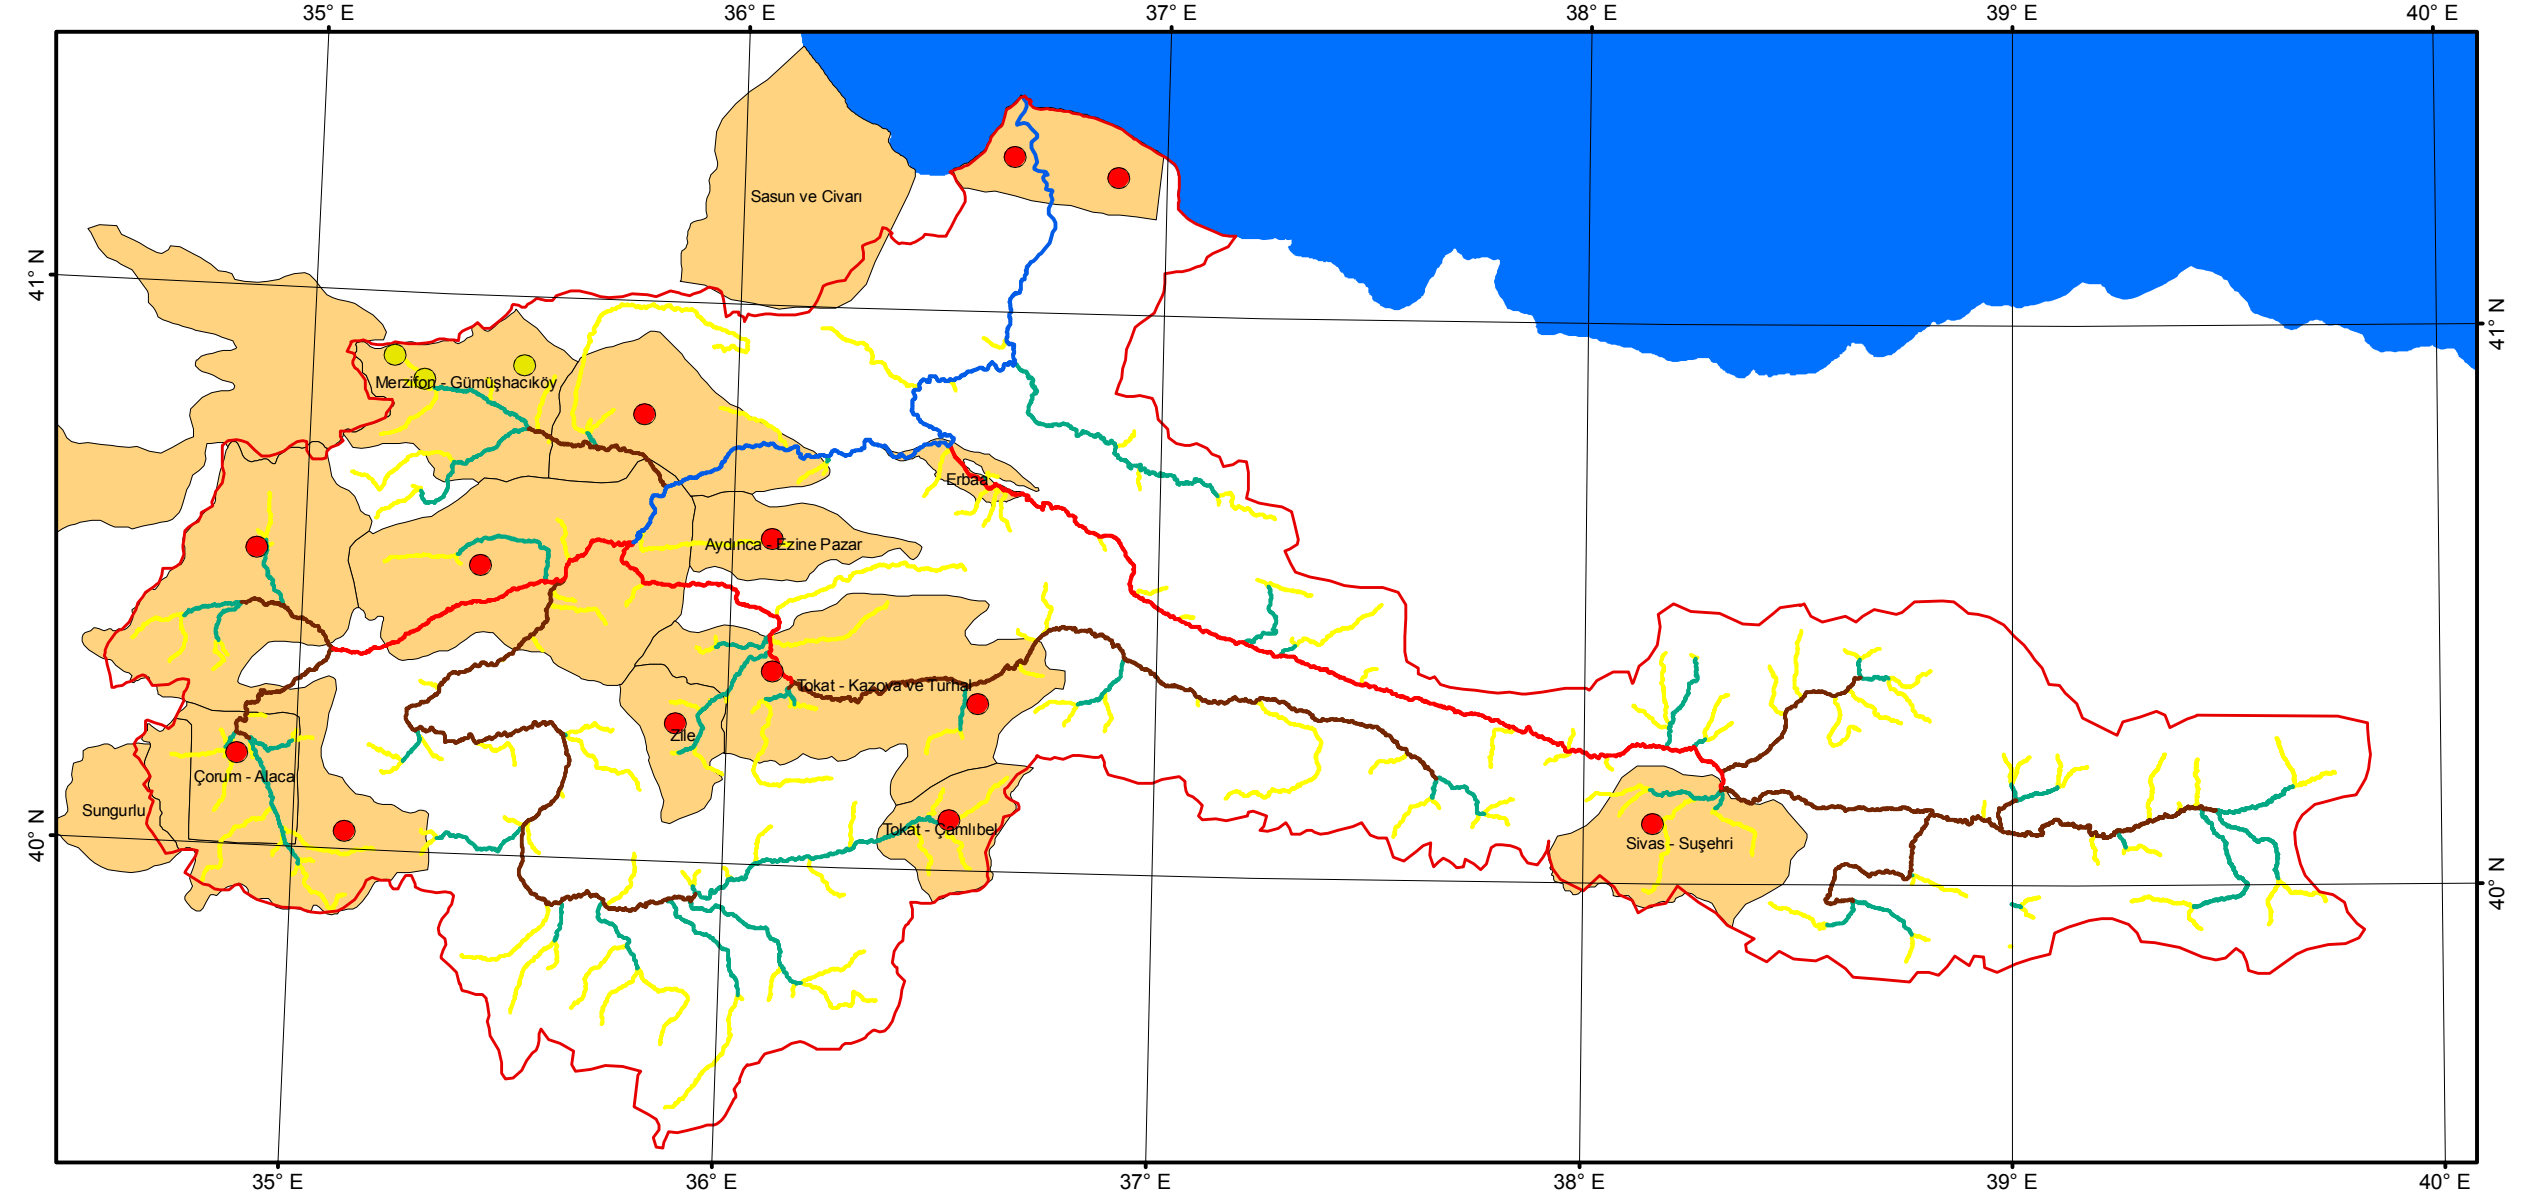 35° E 36° E 37° E 38° E 39° E 40° E
Sasun ve Civarı
41° N
41° N
Merzifon - Gümüşhacıköy
Erbaa
Aydınca - Ezine Pazar
Tokat - Kazova ve Turhal
Zile
Çorum - Alaca
Sungurlu
Tokat - Çamlıbel
Sivas - Suşehri
40° N
40° N
35° E 36° E 37° E 38° E 39° E 40° E